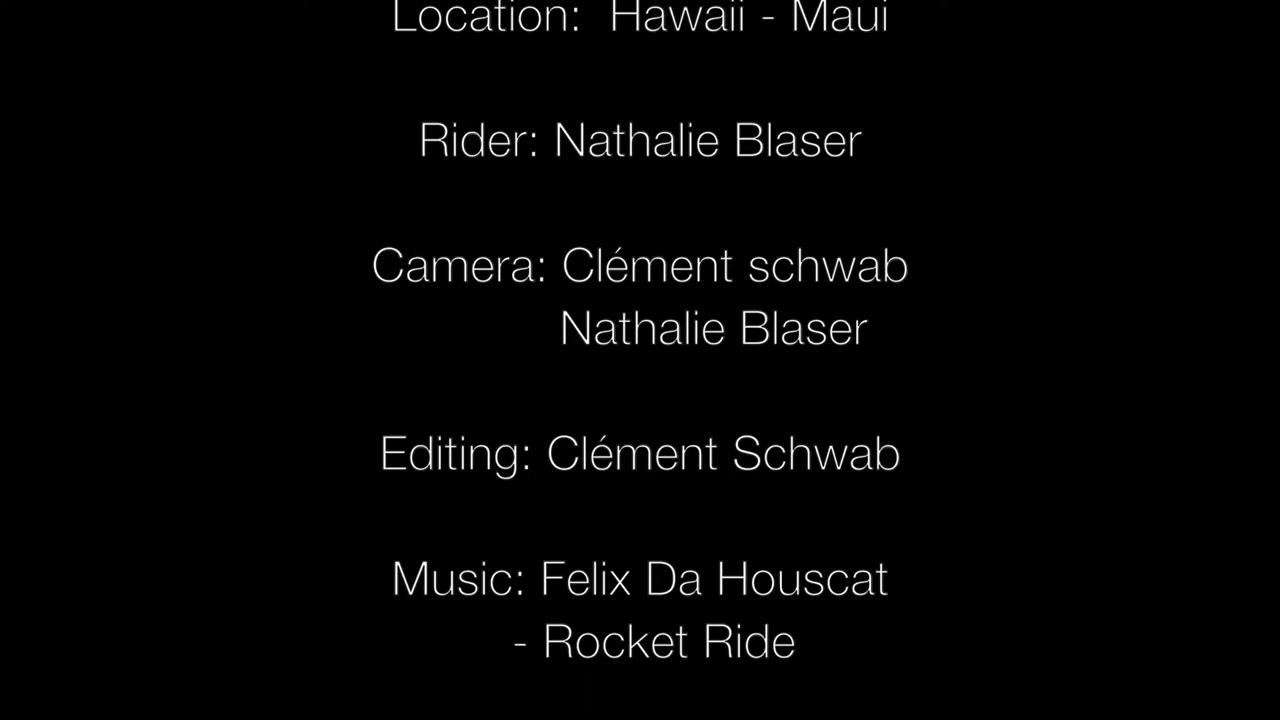 Location: Hawaii - Maui
Rider: Nathalie Blaser
Camera: Clément schwab
Nathalie Blaser
Editing: Clément Schwab
Music: Felix Da Houscat
- Rocket Ride